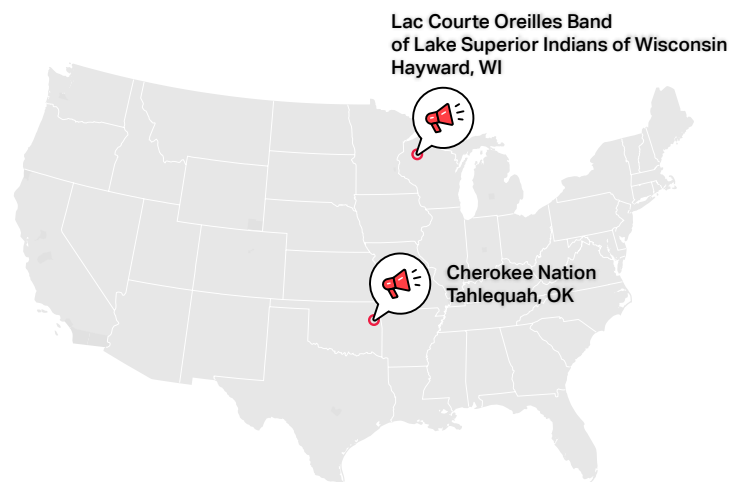 Lac Courte Oreilles Band
of Lake Superior Indians of Wisconsin
Hayward, WI
Cherokee Nation
Tahlequah, OK